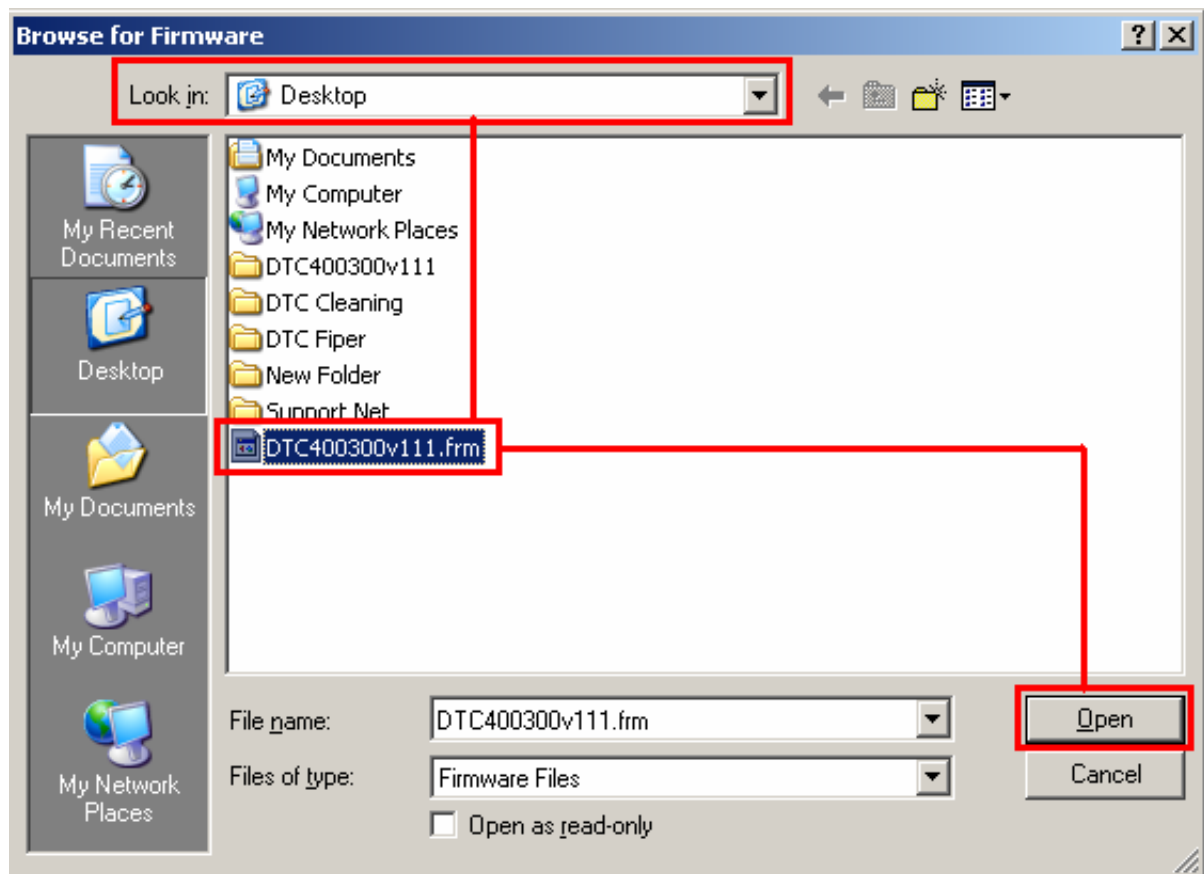 Browse for Firmware
Look in:
Desktop
My Recent
Documents
Desktop
My Documents
My Computer
My Network
Places
My Documents
My Computer
My Network Places
DTC400300v111
DTC Cleaning
DTC Fiper
New Folder
Support Net
DTC400300v111.frm
File name:
DTC400300v111.frm
Open
Files of type:
Firmware Files
Cancel
Open as read-only